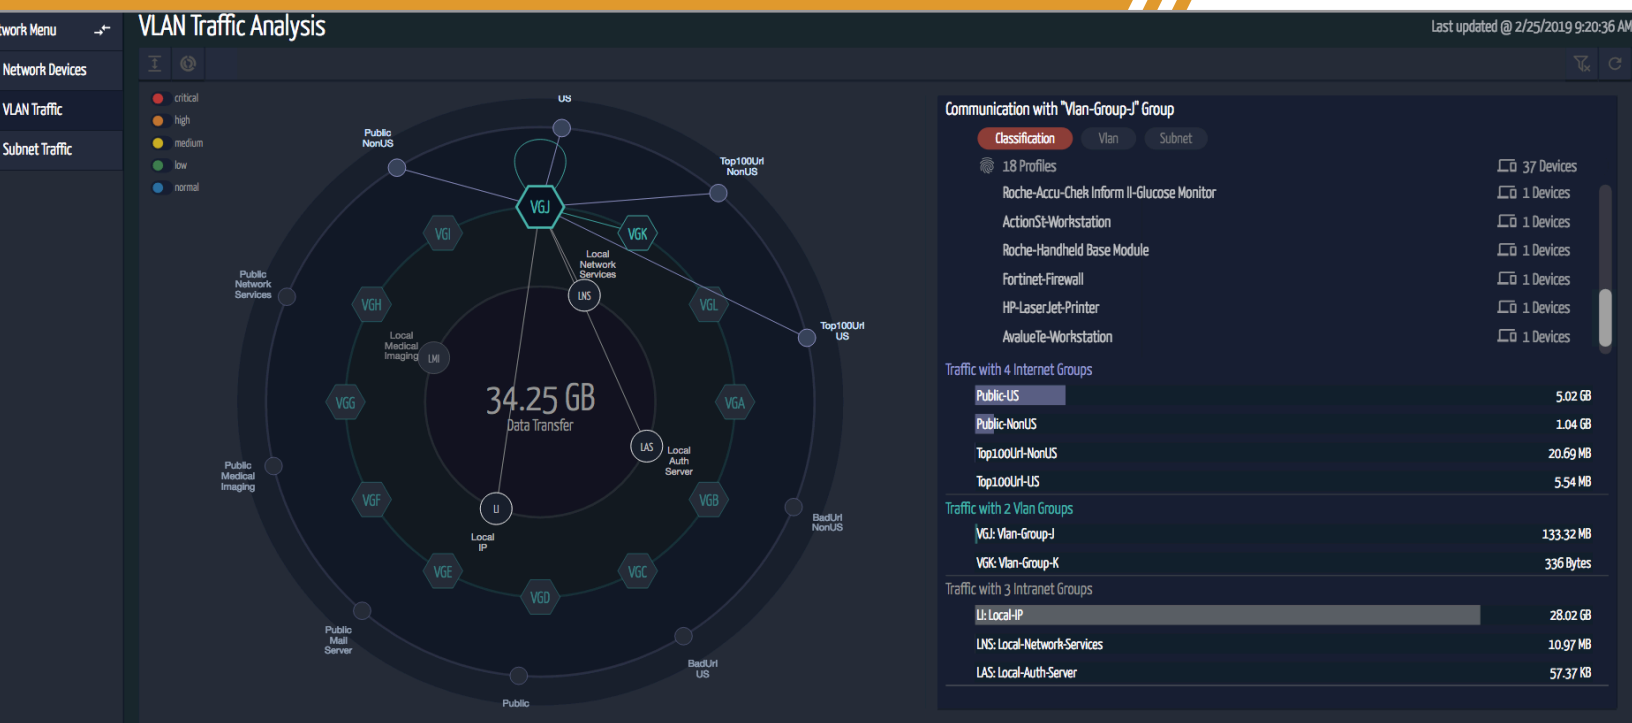 twork Menu
Network Devices
VLAN Traffic
Subnet Traffic
VLAN Traffic Analysis
Last updated @ 2/25/2019 9:20:36 AM
critical
high
medium
low
normal
US
Public
NonUS
Top100Url
NonUS
VGJ
VGI
VGK
Local
Network
Services
LNS
Public
Network
Services
VGH
VGL
Local
Medical
Imaging
LMI
Top100Url
US
34.25 GB
Data Transfer
VGG
VGA
LAS
Local
Auth
Server
Public
Medical
Imaging
VGF
VGB
LI
Local
IP
BadUrl
NonUS
VGE
VGC
VGD
Public
Mail
Server
BadUrl
US
Public
Communication with "Vlan-Group-J" Group
Classification
Vlan
Subnet
18 Profiles 37 Devices
Roche-Accu-Chek Inform II-Glucose Monitor 1 Devices
ActionSt-Workstation 1 Devices
Roche-Handheld Base Module 1 Devices
Fortinet-Firewall 1 Devices
HP-LaserJet-Printer 1 Devices
AvalueTe-Workstation 1 Devices
Traffic with 4 Internet Groups
Public-US 5.02 GB
Public-NonUS 1.04 GB
Top100Url-NonUS 20.69 MB
Top100Url-US 5.54 MB
Traffic with 2 Vlan Groups
VGJ: Vlan-Group-J 133.32 MB
VGK: Vlan-Group-K 336 Bytes
Traffic with 3 Intranet Groups
LI: Local-IP 28.02 GB
LNS: Local-Network-Services 10.97 MB
LAS: Local-Auth-Server 57.37 KB